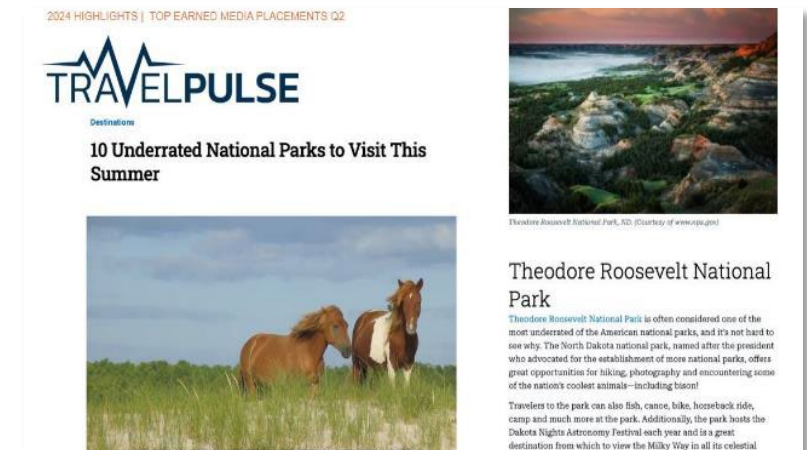 2024 HIGHLIGHTS | TOP EARNED MEDIA PLACEMENTS Q2
TRAVELPULSE
Destinations
10 Underrated National Parks to Visit This
Summer
Theodore Roosevelt National Park, ND. (Courtesy of www.nps.gov)
Theodore Roosevelt National
Park
Theodore Roosevelt National Park is often considered one of the
most underrated of the American national parks, and it's not hard to
see why. The North Dakota national park, named after the president
who advocated for the establishment of more national parks, offers
great opportunities for hiking, photography and encountering some
of the nation's coolest animals—including bison!
Travelers to the park can also fish, canoe, bike, horseback ride,
camp and much more at the park. Additionally, the park hosts the
Dakota Nights Astronomy Festival each year and is a great
destination from which to view the Milky Way in all its celestial